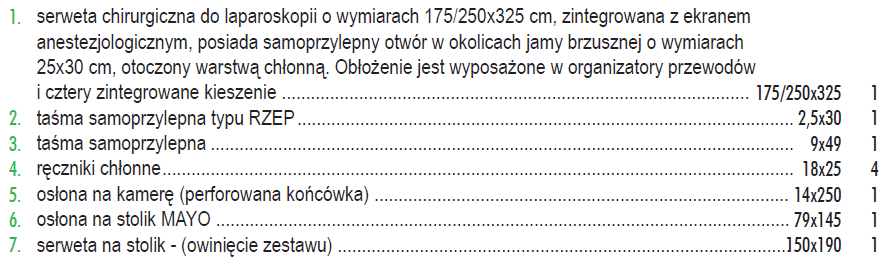 1. serweta chirurgiczna do laparoskopii o wymiarach 175/250x325 cm, zintegrowana z ekranem
anestezjologicznym, posiada samoprzylepny otwór w okolicach jamy brzusznej o wymiarach
25x30 cm, otoczony warstwą chłonną. Obłożenie jest wyposażone w organizatory przewodów
i cztery zintegrowane kieszenie ........ 175/250x325 1
2. taśma samoprzylepna typu RZEP ........ 2,5x30 1
3. taśma samoprzylepna ........ 9x49 1
4. ręczniki chłonne ........ 18x25 4
5. osłona na kamerę (perforowana końcówka) ........ 14x250 1
6. osłona na stolik MAYO ........ 79x145 1
7. serweta na stolik - (owinięcie zestawu) ........ 150x190 1